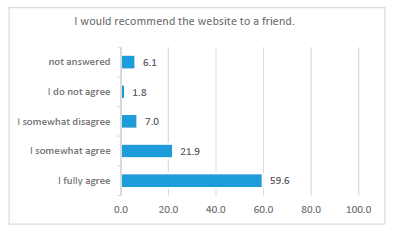 I would recommend the website to a friend.
not answered 6.1
I do not agree 1.8
I somewhat disagree 7.0
I somewhat agree 21.9
I fully agree 59.6
0.0 20.0 40.0 60.0 80.0 100.0